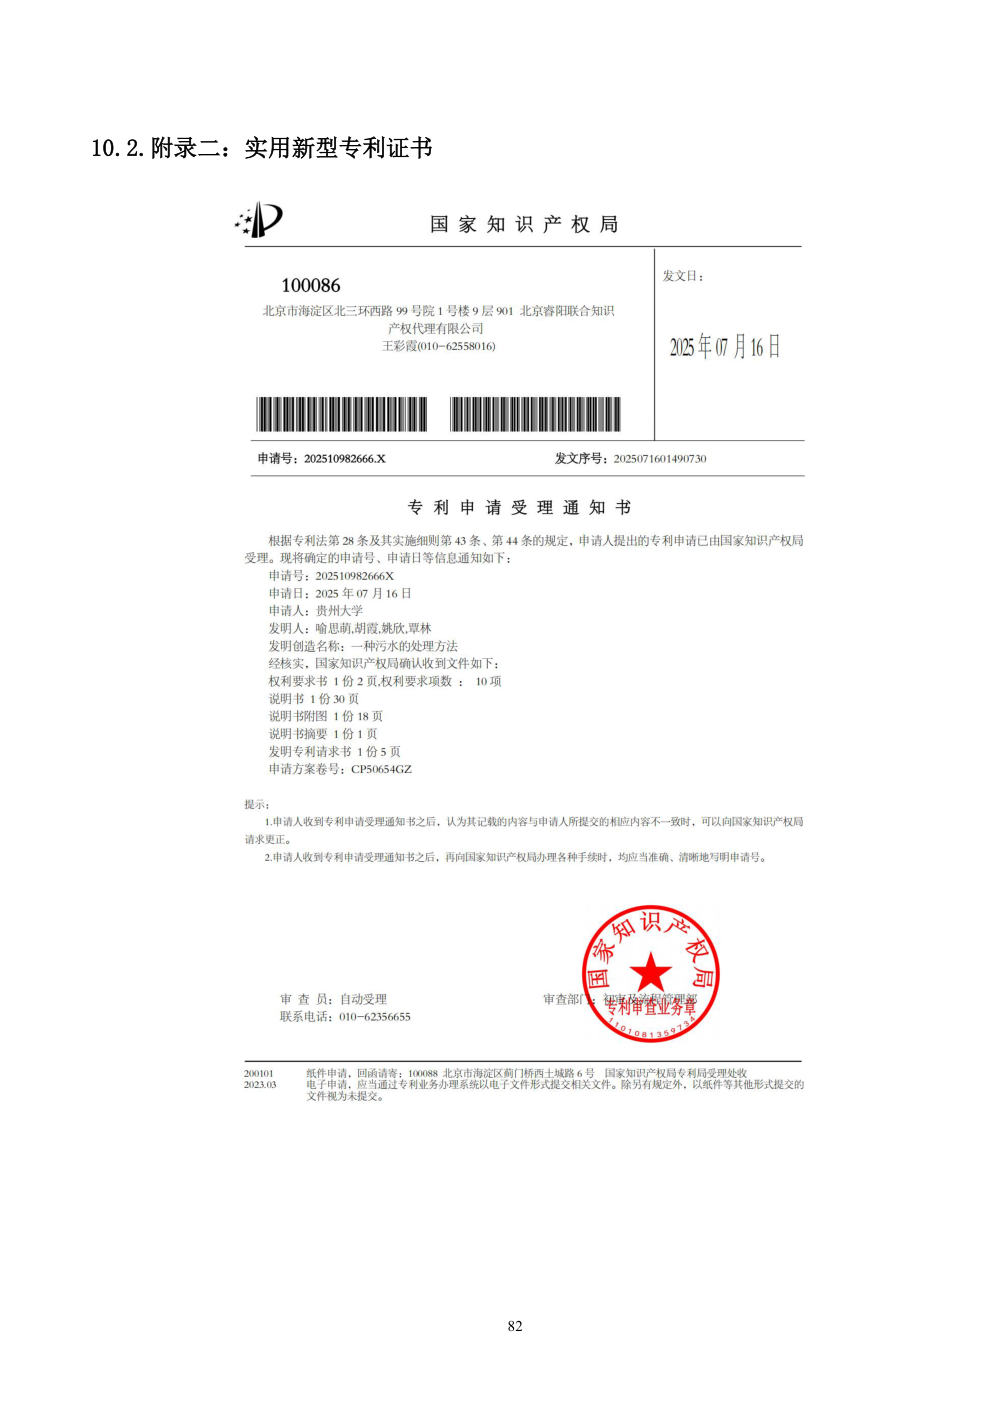 10.2.附录二：实用新型专利证书
国家知识产权局
100086
北京市海淀区北三环西路 99 号院 1 号楼 9 层 901 北京睿阳联合知识
产权代理有限公司
王彩霞(010-62558016)
发文日：
2025 年 07 月 16 日
申请号：202510982666.X
发文序号：2025071601490730
专利申请受理通知书
根据专利法第 28 条及其实施细则第 43 条、第 44 条的规定，申请人提出的专利申请已由国家知识产权局
受理。现将确定的申请号、申请日等信息通知如下：
申请号：202510982666X
申请日：2025 年 07 月 16 日
申请人：贵州大学
发明人：喻思萌,胡霞,姚欣,覃林
发明创造名称：一种污水的处理方法
经核实，国家知识产权局确认收到文件如下：
权利要求书 1 份 2 页,权利要求项数 ： 10 项
说明书 1 份 30 页
说明书附图 1 份 18 页
说明书摘要 1 份 1 页
发明专利请求书 1 份 5 页
申请方案卷号：CP50654GZ
提示：
1.申请人收到专利申请受理通知书之后，认为其记载的内容与申请人所提交的相应内容不一致时，可以向国家知识产权局
请求更正。
2.申请人收到专利申请受理通知书之后，再向国家知识产权局办理各种手续时，均应当准确、清晰地写明申请号。
国家知识产权局
审 查 员：自动受理
审查部门：初审及流程管理部
专利审查业务章
联系电话：010-62356655
1101081359734
200101 纸件申请，回函请寄：100088 北京市海淀区蓟门桥西土城路 6 号 国家知识产权局专利局受理处收
2023.03 电子申请，应当通过专利业务办理系统以电子文件形式提交相关文件。除另有规定外，以纸件等其他形式提交的
文件视为未提交。
82